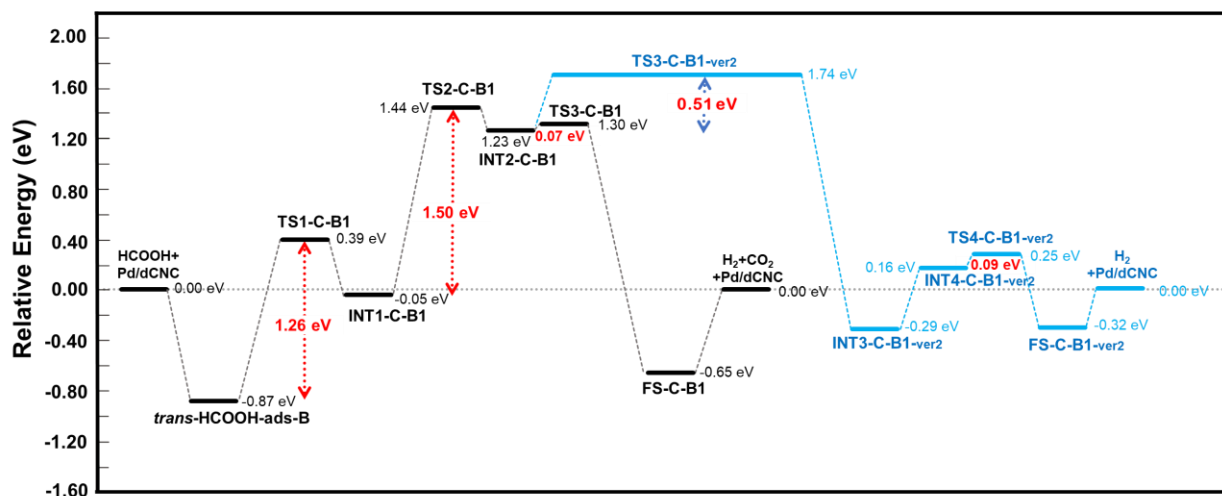 Relative Energy (eV)
2.00
1.60
1.20
0.80
0.40
0.00
-0.40
-0.80
-1.20
-1.60
HCOOH+
Pd/dCNC
0.00 eV
trans-HCOOH-ads-B
-0.87 eV
1.26 eV
TS1-C-B1
0.39 eV
INT1-C-B1
-0.05 eV
1.50 eV
TS2-C-B1
1.44 eV
1.23 eV
INT2-C-B1
0.07 eV
TS3-C-B1
1.30 eV
TS3-C-B1-ver2
1.74 eV
0.51 eV
FS-C-B1
-0.65 eV
H2+CO2
+Pd/dCNC
0.00 eV
INT3-C-B1-ver2
-0.29 eV
0.16 eV
INT4-C-B1-ver2
0.09 eV
TS4-C-B1-ver2
0.25 eV
FS-C-B1-ver2
-0.32 eV
H2
+Pd/dCNC
0.00 eV